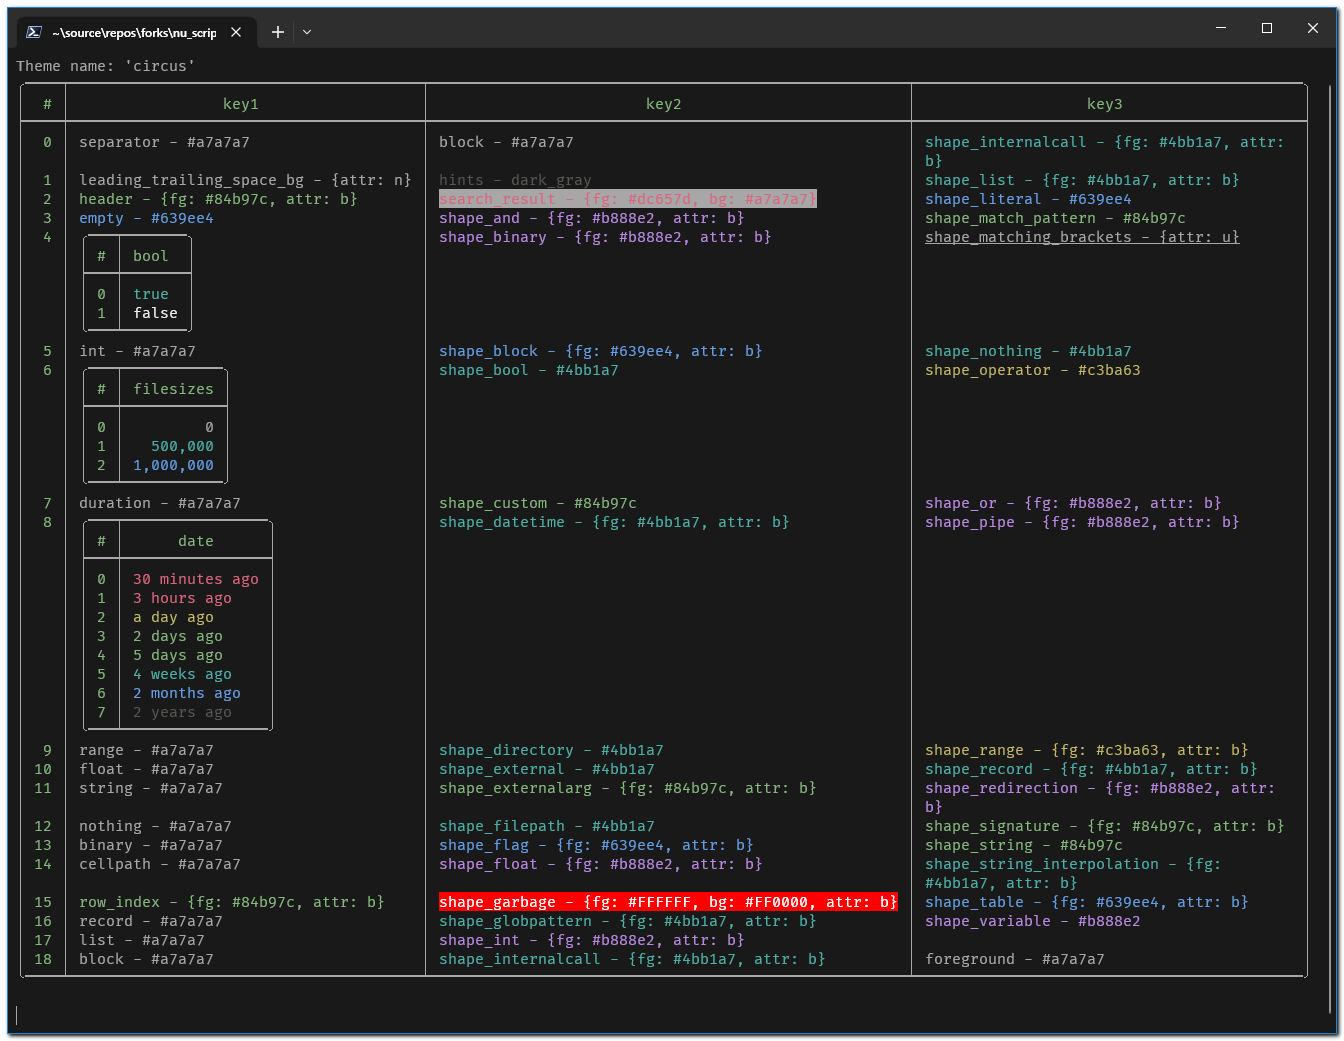 ~\source\repos\forks\nu_scrip
Theme name: 'circus'
# key1 key2 key3
0 separator - #a7a7a7 block - #a7a7a7 shape_internalcall - {fg: #4bb1a7, attr:
b}
1 leading_trailing_space_bg - {attr: n} hints - dark_gray shape_list - {fg: #4bb1a7, attr: b}
2 header - {fg: #84b97c, attr: b} search_result - {fg: #dc657d, bg: #a7a7a7} shape_literal - #639ee4
3 empty - #639ee4 shape_and - {fg: #b888e2, attr: b} shape_match_pattern - #84b97c
4 shape_binary - {fg: #b888e2, attr: b} shape_matching_brackets - {attr: u}
# bool
0 true
1 false
5 int - #a7a7a7 shape_block - {fg: #639ee4, attr: b} shape_nothing - #4bb1a7
6 shape_bool - #4bb1a7 shape_operator - #c3ba63
# filesizes
0 0
1 500,000
2 1,000,000
7 duration - #a7a7a7 shape_custom - #84b97c shape_or - {fg: #b888e2, attr: b}
8 shape_datetime - {fg: #4bb1a7, attr: b} shape_pipe - {fg: #b888e2, attr: b}
# date
0 30 minutes ago
1 3 hours ago
2 a day ago
3 2 days ago
4 5 days ago
5 4 weeks ago
6 2 months ago
7 2 years ago
9 range - #a7a7a7 shape_directory - #4bb1a7 shape_range - {fg: #c3ba63, attr: b}
10 float - #a7a7a7 shape_external - #4bb1a7 shape_record - {fg: #4bb1a7, attr: b}
11 string - #a7a7a7 shape_externalarg - {fg: #84b97c, attr: b} shape_redirection - {fg: #b888e2, attr:
b}
12 nothing - #a7a7a7 shape_filepath - #4bb1a7 shape_signature - {fg: #84b97c, attr: b}
13 binary - #a7a7a7 shape_flag - {fg: #639ee4, attr: b} shape_string - #84b97c
14 cellpath - #a7a7a7 shape_float - {fg: #b888e2, attr: b} shape_string_interpolation - {fg:
#4bb1a7, attr: b}
15 row_index - {fg: #84b97c, attr: b} shape_garbage - {fg: #FFFFFF, bg: #FF0000, attr: b} shape_table - {fg: #639ee4, attr: b}
16 record - #a7a7a7 shape_globpattern - {fg: #4bb1a7, attr: b} shape_variable - #b888e2
17 list - #a7a7a7 shape_int - {fg: #b888e2, attr: b}
18 block - #a7a7a7 shape_internalcall - {fg: #4bb1a7, attr: b} foreground - #a7a7a7